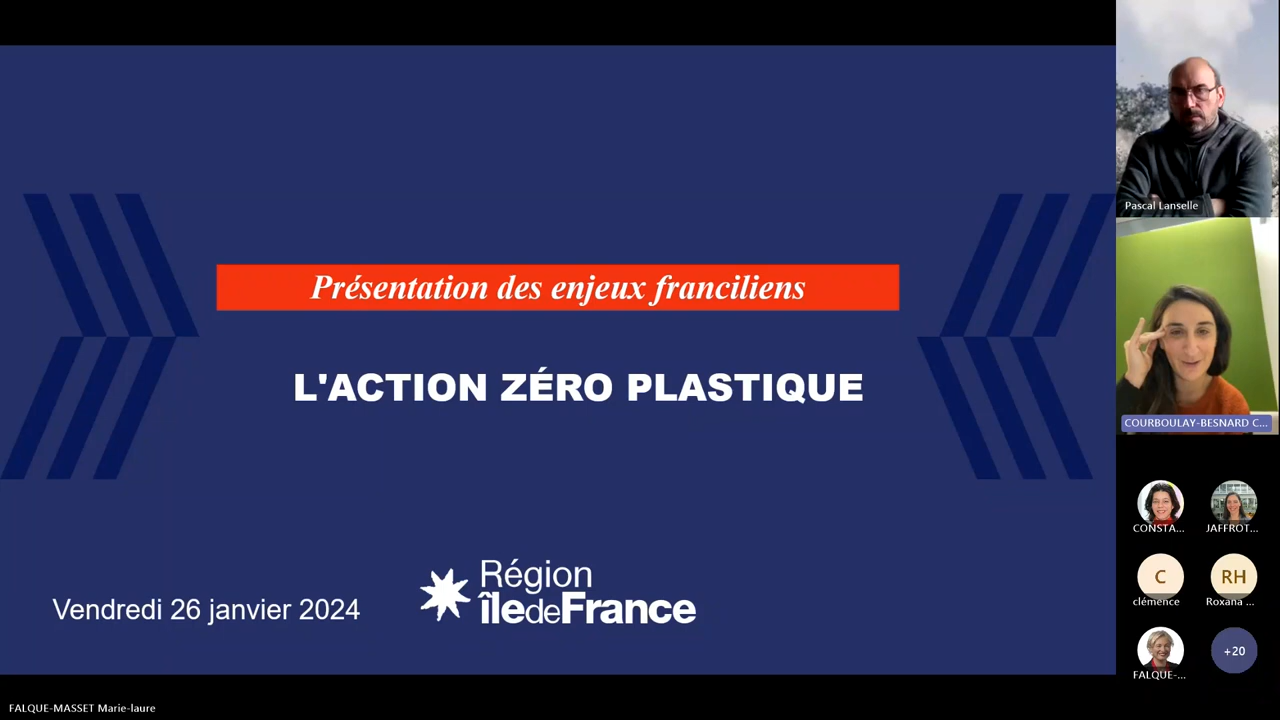 Présentation des enjeux franciliens
L'ACTION ZÉRO PLASTIQUE
Vendredi 26 janvier 2024
Région
îledeFrance
Pascal Lanselle
COURBOULAY-BESNARD C...
CONSTA...
JAFFROT...
C
RH
clémence
Roxana ...
FALQUE-...
+20
FALQUE-MASSET Marie-laure